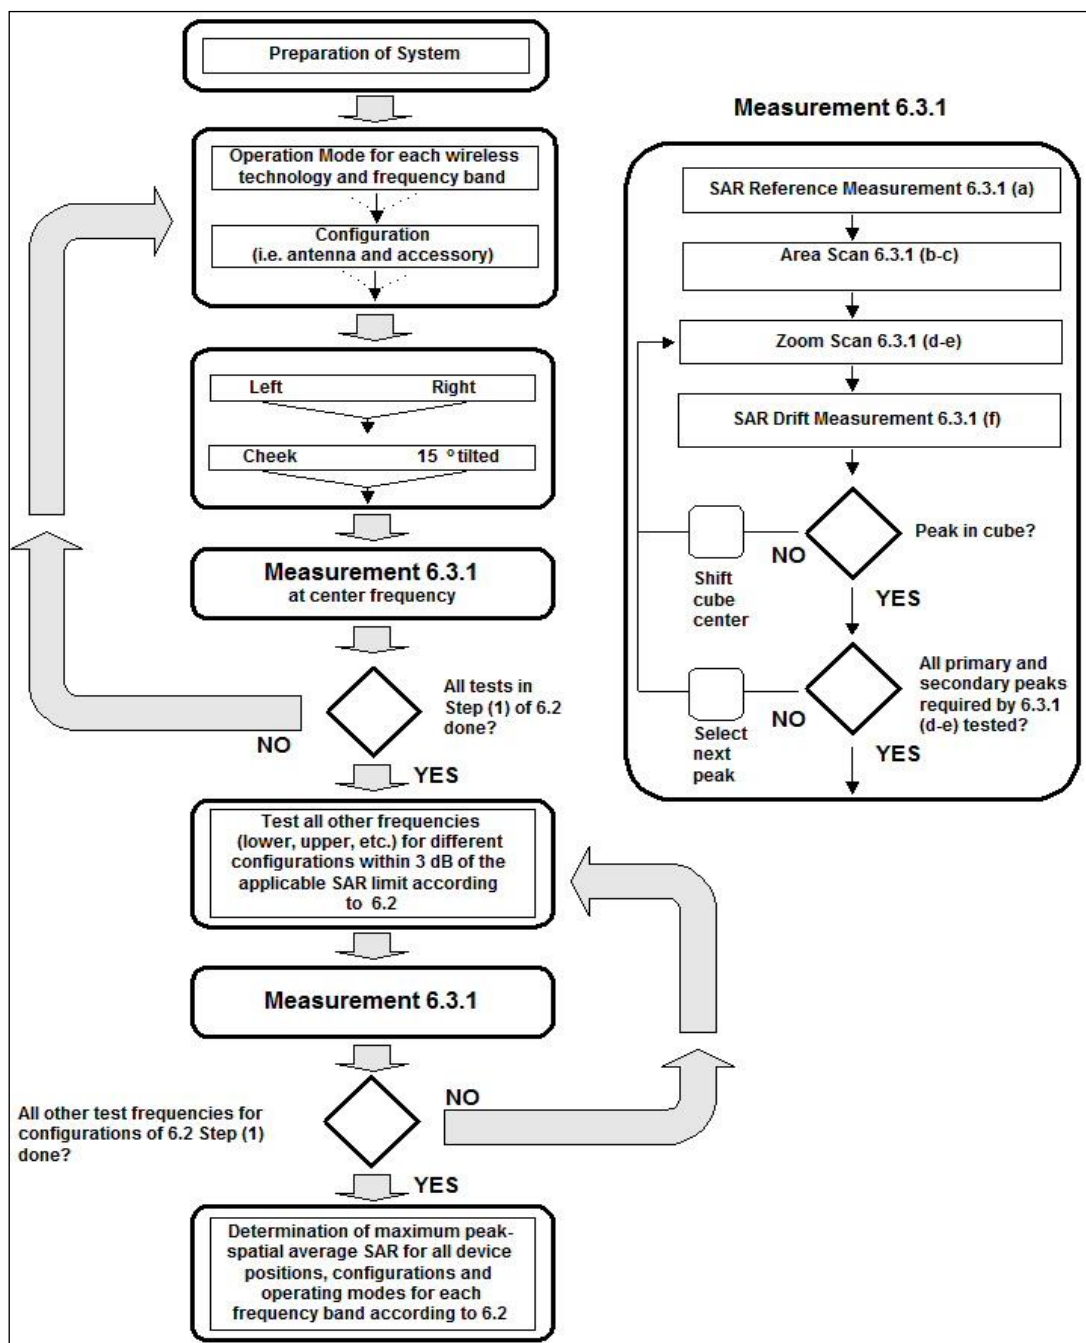 Preparation of System
Operation Mode for each wireless
technology and frequency band
Configuration
(i.e. antenna and accessory)
Left Right
Cheek 15 ° tilted
Measurement 6.3.1
at center frequency
All tests in
Step (1) of 6.2
done?
NO
YES
Test all other frequencies
(lower, upper, etc.) for different
configurations within 3 dB of the
applicable SAR limit according
to 6.2
Measurement 6.3.1
All other test frequencies for
configurations of 6.2 Step (1)
done?
NO
YES
Determination of maximum peak-
spatial average SAR for all device
positions, configurations and
operating modes for each
frequency band according to 6.2
Measurement 6.3.1
SAR Reference Measurement 6.3.1 (a)
Area Scan 6.3.1 (b-c)
Zoom Scan 6.3.1 (d-e)
SAR Drift Measurement 6.3.1 (f)
Peak in cube?
NO
Shift
cube
center
YES
All primary and
secondary peaks
required by 6.3.1
(d-e) tested?
NO
Select
next
peak
YES